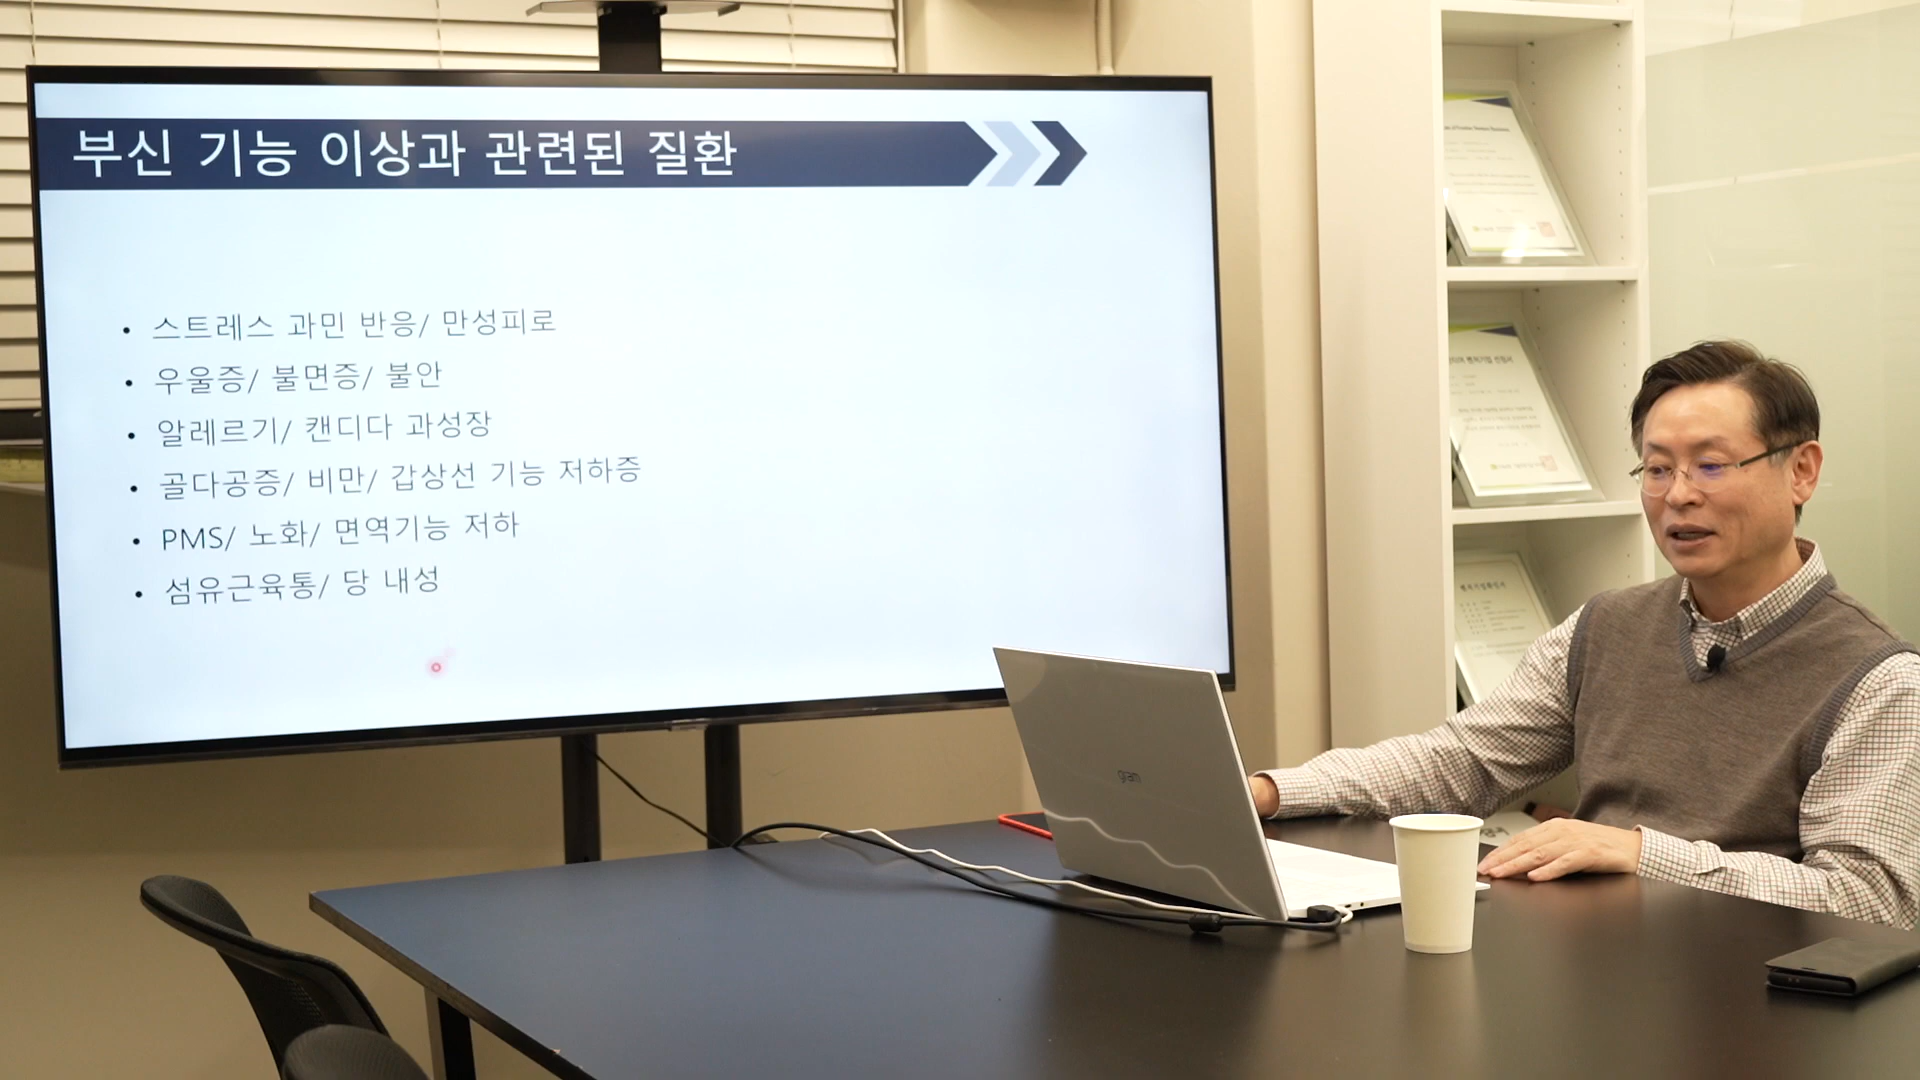 부신 기능 이상과 관련된 질환
• 스트레스 과민 반응/ 만성피로
• 우울증/ 불면증/ 불안
• 알레르기/ 캔디다 과성장
• 골다공증/ 비만/ 갑상선 기능 저하증
• PMS/ 노화/ 면역기능 저하
• 섬유근육통/ 당 내성
gram